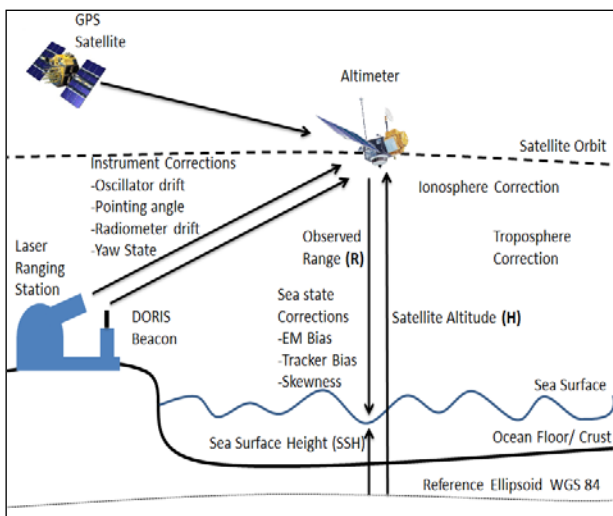 GPS
Satellite
Altimeter
Satellite Orbit
Instrument Corrections
-Oscillator drift
-Pointing angle
-Radiometer drift
-Yaw State
Ionosphere Correction
Observed
Range (R)
Troposphere
Correction
Laser
Ranging
Station
DORIS
Beacon
Sea state
Corrections
-EM Bias
-Tracker Bias
-Skewness
Satellite Altitude (H)
Sea Surface
Sea Surface Height (SSH)
Ocean Floor/ Crust
Reference Ellipsoid WGS 84